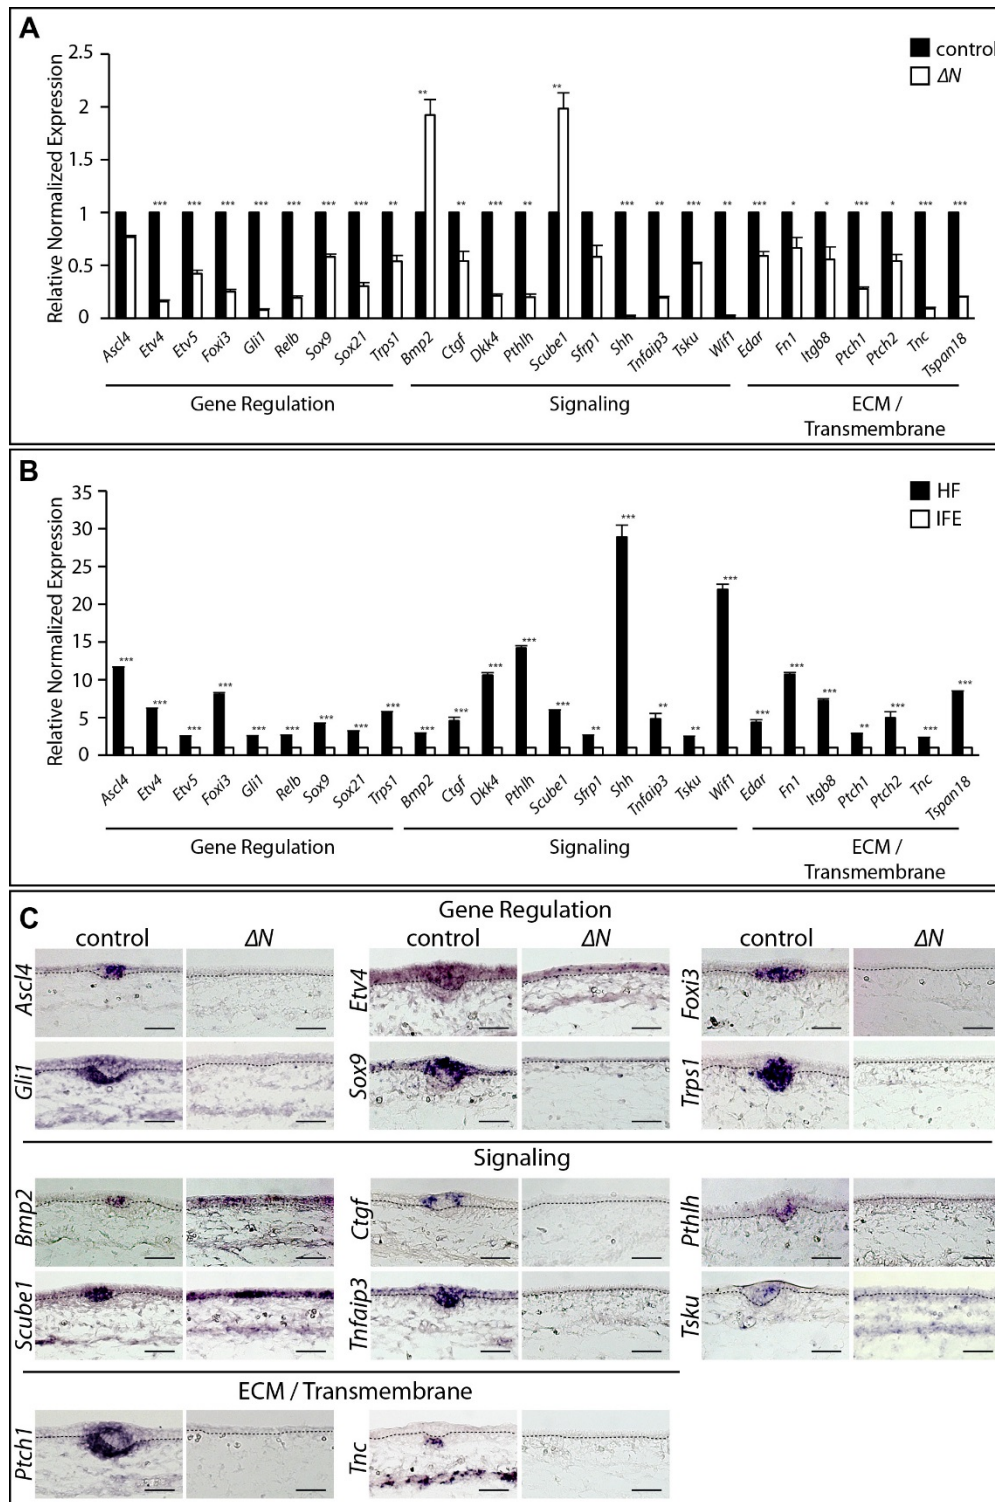 A
control
ΔN
Relative Normalized Expression
2.5
2
1.5
1
0.5
0
** **
*** *** *** *** *** *** *** ** ** *** ** *** ** *** ** *** * * *** * *** ***
Ascl4 Etv4 Etv5 Foxi3 Gli1 Relb Sox9 Sox21 Trps1 Bmp2 Ctgf Dkk4 Pthlh Scube1 Sfrp1 Shh Tnfaip3 Tsku Wif1 Edar Fn1 Itgb8 Ptch1 Ptch2 Tnc Tspan18
Gene Regulation Signaling ECM /
Transmembrane
B
HF
IFE
Relative Normalized Expression
35
30
25
20
15
10
5
0
*** *** *** *** *** *** *** *** *** *** *** *** *** *** ** *** ** ** *** *** *** *** ** *** *** ***
Ascl4 Etv4 Etv5 Foxi3 Gli1 Relb Sox9 Sox21 Trps1 Bmp2 Ctgf Dkk4 Pthlh Scube1 Sfrp1 Shh Tnfaip3 Tsku Wif1 Edar Fn1 Itgb8 Ptch1 Ptch2 Tnc Tspan18
Gene Regulation Signaling ECM /
Transmembrane
C
Gene Regulation
control ΔN control ΔN control ΔN
Ascl4 Etv4 Foxi3
Gli1 Sox9 Trps1
Signaling
Bmp2 Ctgf Pthlh
Scube1 Tnfaip3 Tsku
ECM / Transmembrane
Ptch1 Tnc